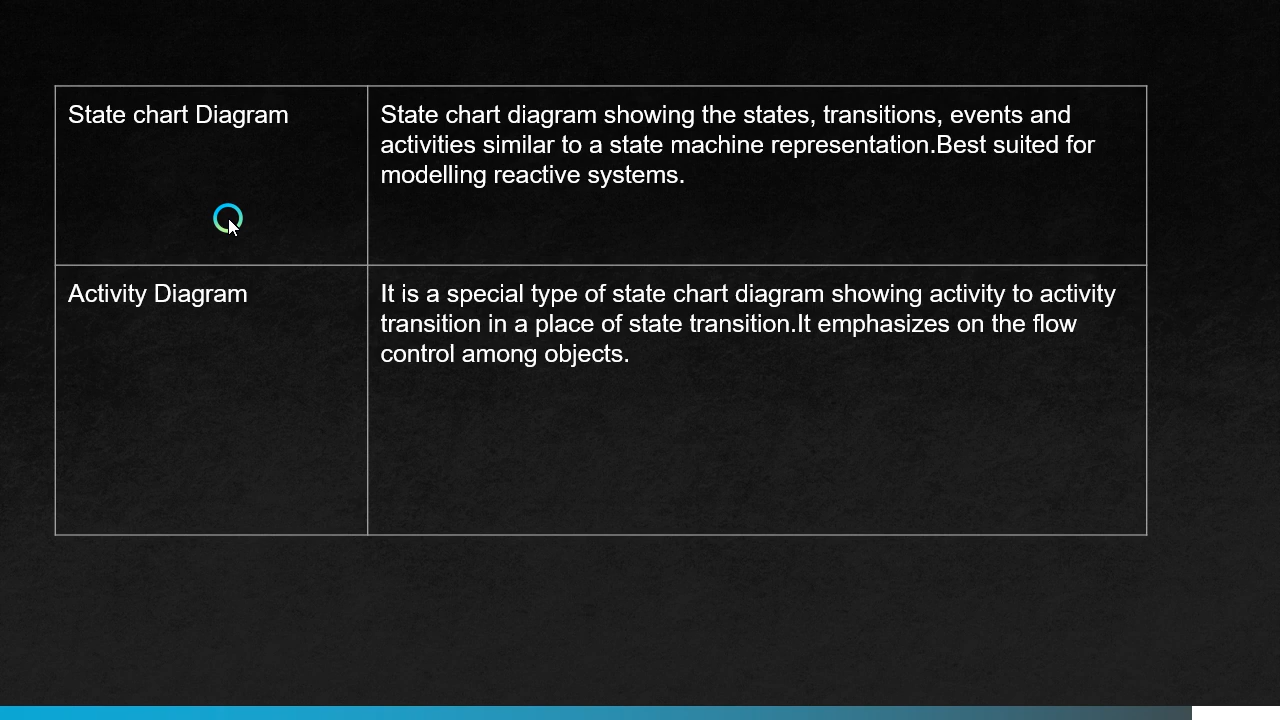 State chart Diagram
State chart diagram showing the states, transitions, events and
activities similar to a state machine representation.Best suited for
modelling reactive systems.
Activity Diagram
It is a special type of state chart diagram showing activity to activity
transition in a place of state transition.It emphasizes on the flow
control among objects.